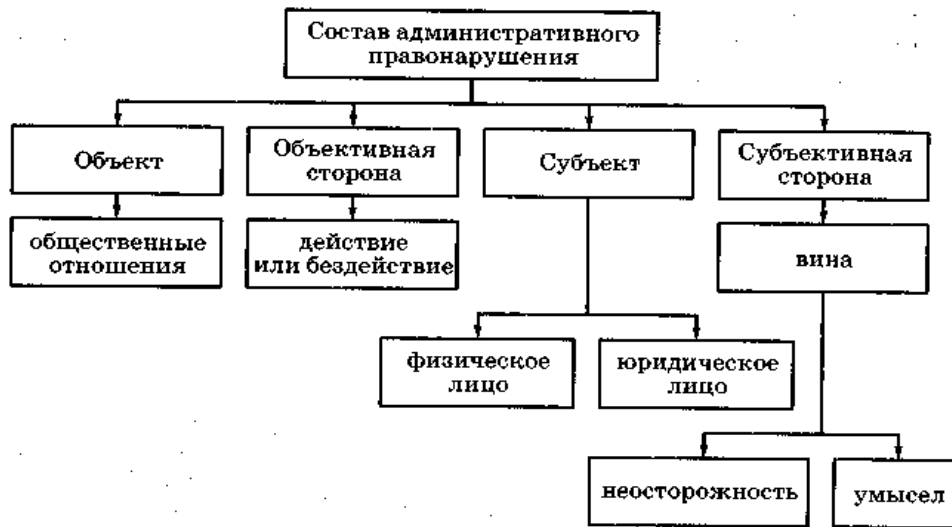 Состав административного
правонарушения
Объект
Объективная
сторона
Субъект
Субъективная
сторона
общественные
отношения
действие
или бездействие
вина
физическое
лицо
юридическое
лицо
неосторожность
умысел